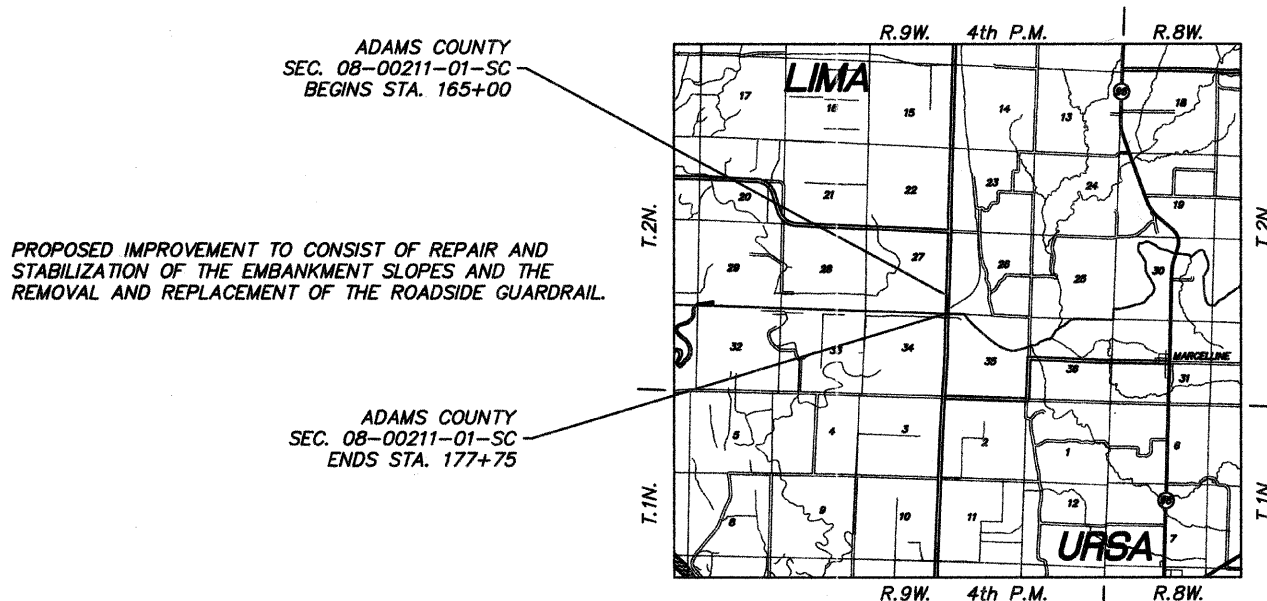 R.9W. 4th P.M. R.8W.
ADAMS COUNTY
SEC. 08-00211-01-SC
BEGINS STA. 165+00
LIMA
96
17 16 15 14 13 18
20 21 22 23 24 19
T.2N. T.2N.
PROPOSED IMPROVEMENT TO CONSIST OF REPAIR AND
STABILIZATION OF THE EMBANKMENT SLOPES AND THE
REMOVAL AND REPLACEMENT OF THE ROADSIDE GUARDRAIL.
29 28 27 26 25 30
32 33 34 35 36 31
MARCELLINE
ADAMS COUNTY
SEC. 08-00211-01-SC
ENDS STA. 177+75
5 4 3 2 1 6
T.1N. T.1N.
96
8 9 10 11 12 7
URSA
R.9W. 4th P.M. R.8W.